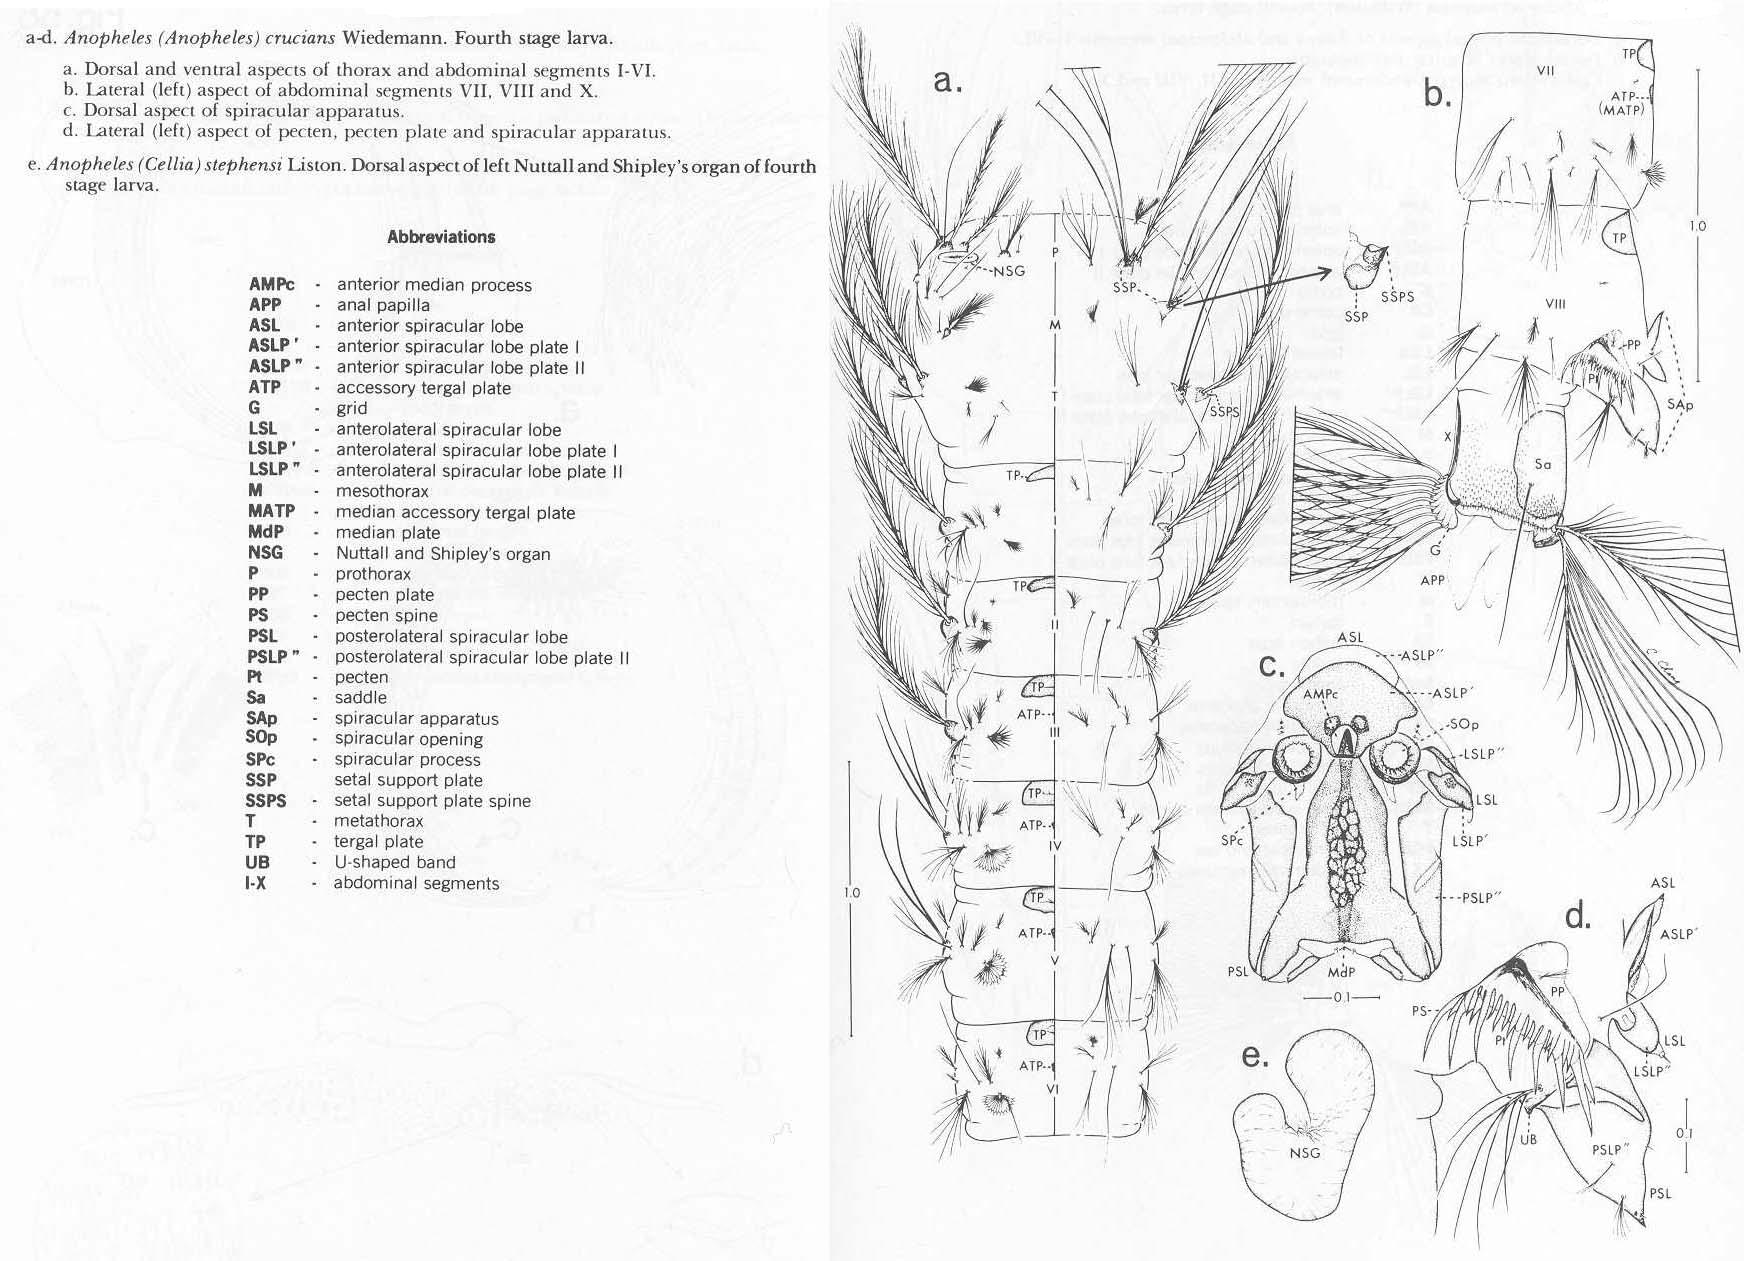 a-d. Anopheles (Anopheles) crucians Wiedemann. Fourth stage larva.
a. Dorsal and ventral aspects of thorax and abdominal segments I-VI.
b. Lateral (left) aspect of abdominal segments VII, VIII and X.
c. Dorsal aspect of spiracular apparatus.
d. Lateral (left) aspect of pecten, pecten plate and spiracular apparatus.
e. Anopheles (Cellia) stephensi Liston. Dorsal aspect of left Nuttall and Shipley's organ of fourth
stage larva.
Abbreviations
AMPc - anterior median process
APP - anal papilla
ASL - anterior spiracular lobe
ASLP' - anterior spiracular lobe plate I
ASLP" - anterior spiracular lobe plate II
ATP - accessory tergal plate
G - grid
LSL - anterolateral spiracular lobe
LSLP' - anterolateral spiracular lobe plate I
LSLP" - anterolateral spiracular lobe plate II
M - mesothorax
MATP - median accessory tergal plate
MdP - median plate
NSG - Nuttall and Shipley's organ
P - prothorax
PP - pecten plate
PS - pecten spine
PSL - posterolateral spiracular lobe
PSLP" - posterolateral spiracular lobe plate II
Pt - pecten
Sa - saddle
SAp - spiracular apparatus
SOp - spiracular opening
SPc - spiracular process
SSP setal support plate
SSPS - setal support plate spine
T - metathorax
TP - tergal plate
UB - U-shaped band
I-X - abdominal segments
a.
P
NSG
SSP
M
T
SSPS
SSP
SSPS
TP
I
TP
II
TP
ATP
III
TP
ATP
IV
TP
ATP
V
TP
ATP
VI
1.0
b.
VII
TP
ATP
(MATP)
TP
1.0
VIII
PP
Pt
SAp
X
Sa
G
APP
C. Chang
c.
ASL
ASLP"
AMPc
ASLP'
SOp
LSLP"
LSL
SPc
LSLP'
PSLP"
PSL
MdP
0.1
d.
ASL
ASLP'
PP
PS
Pt
LSL
LSLP"
UB
PSLP"
0.1
PSL
e.
NSG